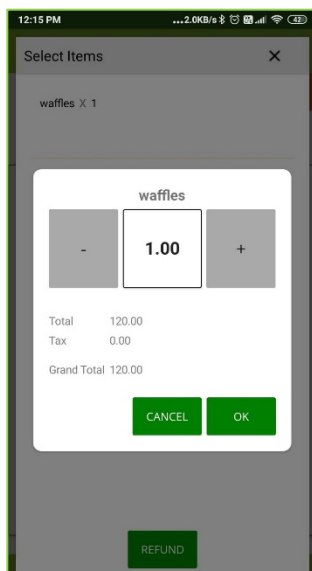 12:15 PM ...2.0KB/s 42
Select Items ×
waffles X 1
waffles
- 1.00 +
Total 120.00
Tax 0.00
Grand Total 120.00
CANCEL OK
REFUND